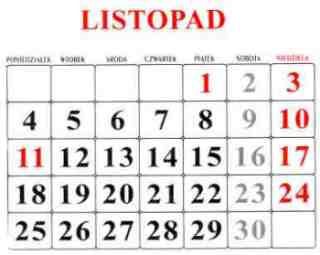 LISTOPAD
PONIEDZIAŁEK WTOREK ŚRODA CZWARTEK PIĄTEK SOBOTA NIEDZIELA
1 2 3
4 5 6 7 8 9 10
11 12 13 14 15 16 17
18 19 20 21 22 23 24
25 26 27 28 29 30